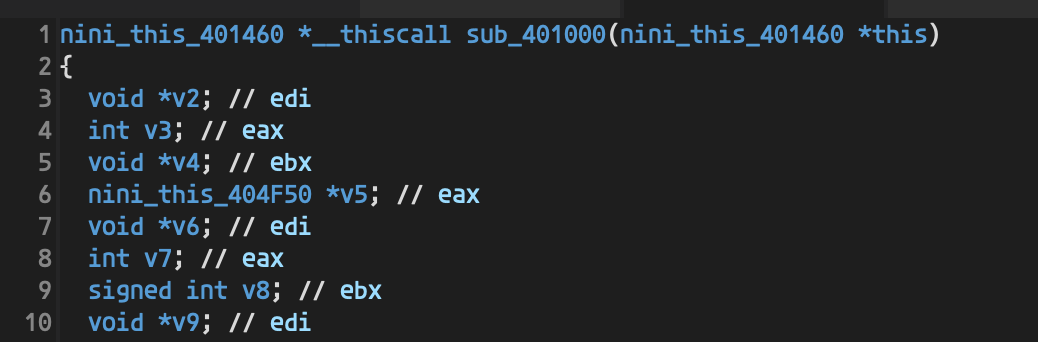 1 nini_this_401460 *__thiscall sub_401000(nini_this_401460 *this)
2 {
3   void *v2; // edi
4   int v3; // eax
5   void *v4; // ebx
6   nini_this_404F50 *v5; // eax
7   void *v6; // edi
8   int v7; // eax
9   signed int v8; // ebx
10   void *v9; // edi